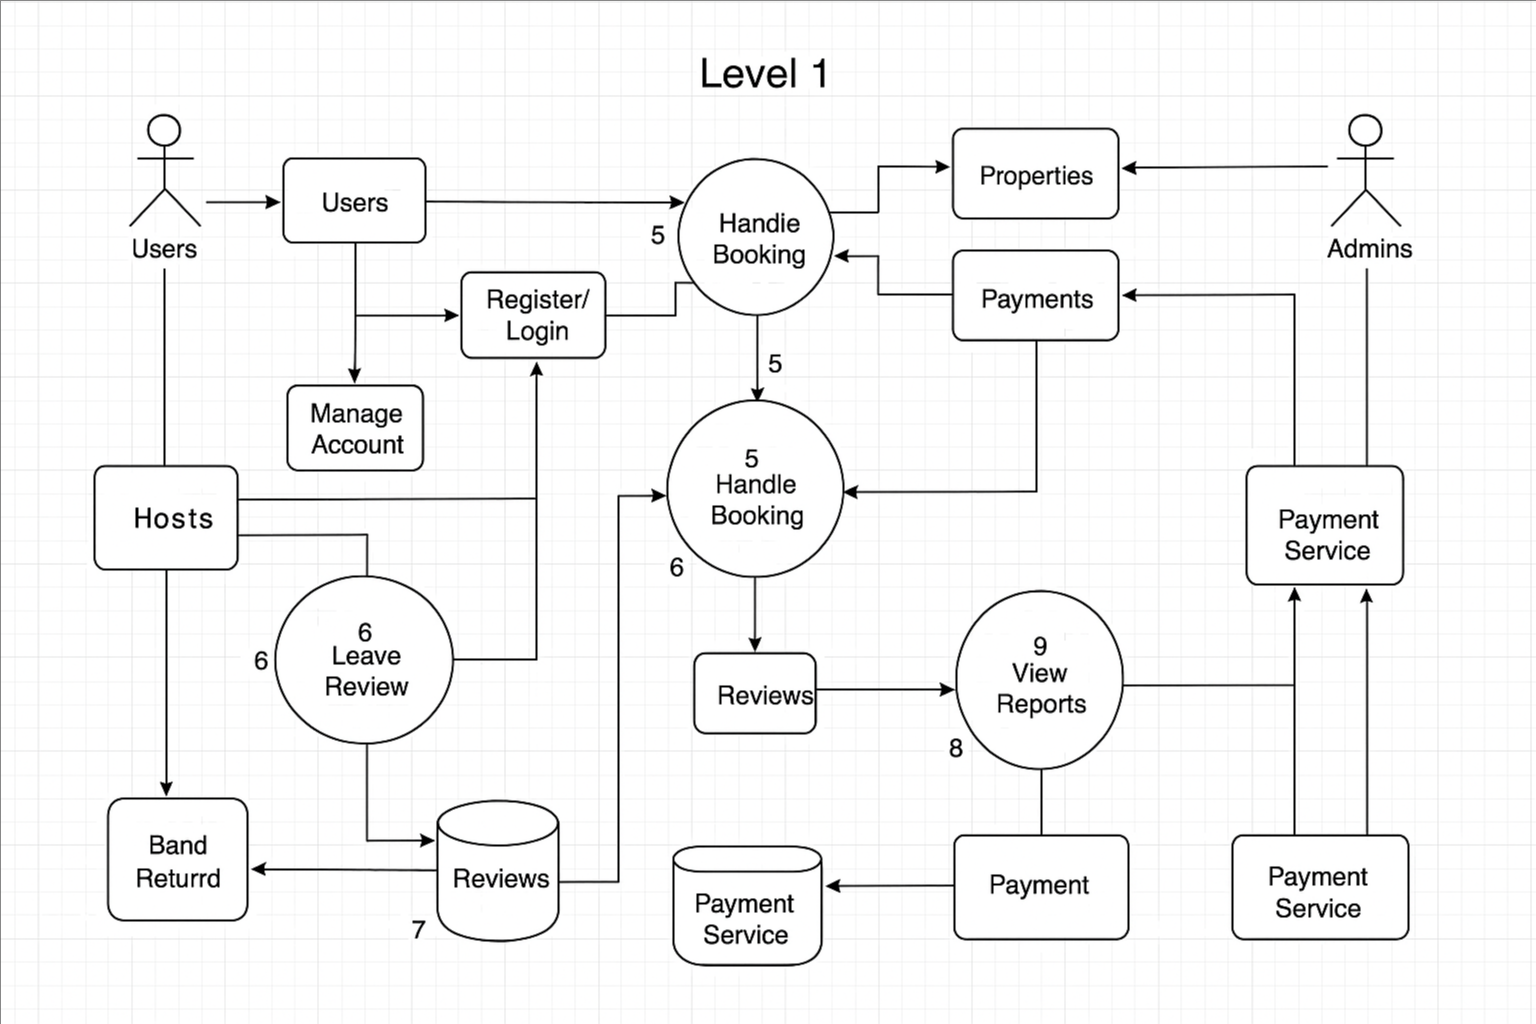 Level 1
Users
Users
5
Handie
Booking
Properties
Admins
Register/
Login
Payments
5
Manage
Account
Hosts
5
Handle
Booking
6
Payment
Service
6
6
Leave
Review
Reviews
9
View
Reports
8
Band
Returrd
Reviews
7
Payment
Service
Payment
Payment
Service